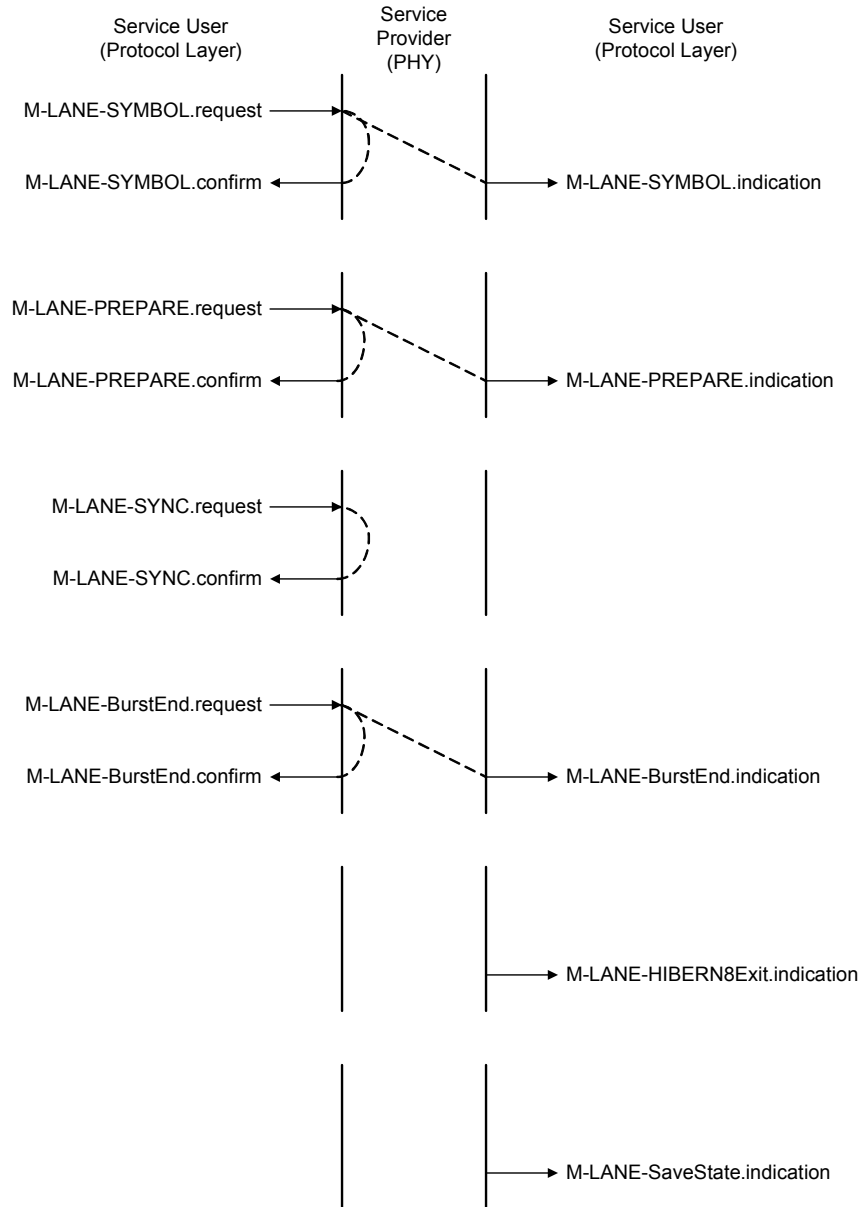 Service User
(Protocol Layer)
Service
Provider
(PHY)
Service User
(Protocol Layer)
M-LANE-SYMBOL.request
M-LANE-SYMBOL.confirm
M-LANE-SYMBOL.indication
M-LANE-PREPARE.request
M-LANE-PREPARE.confirm
M-LANE-PREPARE.indication
M-LANE-SYNC.request
M-LANE-SYNC.confirm
M-LANE-BurstEnd.request
M-LANE-BurstEnd.confirm
M-LANE-BurstEnd.indication
M-LANE-HIBERN8Exit.indication
M-LANE-SaveState.indication